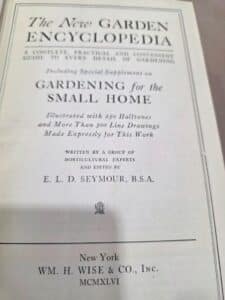 The New GARDEN
ENCYCLOPEDIA
A COMPLETE, PRACTICAL AND CONVENIENT
GUIDE TO EVERY DETAIL OF GARDENING
Including Special Supplement on
GARDENING for the
SMALL HOME
Illustrated with 250 Halftones
and More Than 500 Line Drawings
Made Expressly for This Work
WRITTEN BY A GROUP OF
HORTICULTURAL EXPERTS
AND EDITED BY
E. L. D. SEYMOUR, B.S.A.
New York
WM. H. WISE & CO., Inc.
MCMXLVI